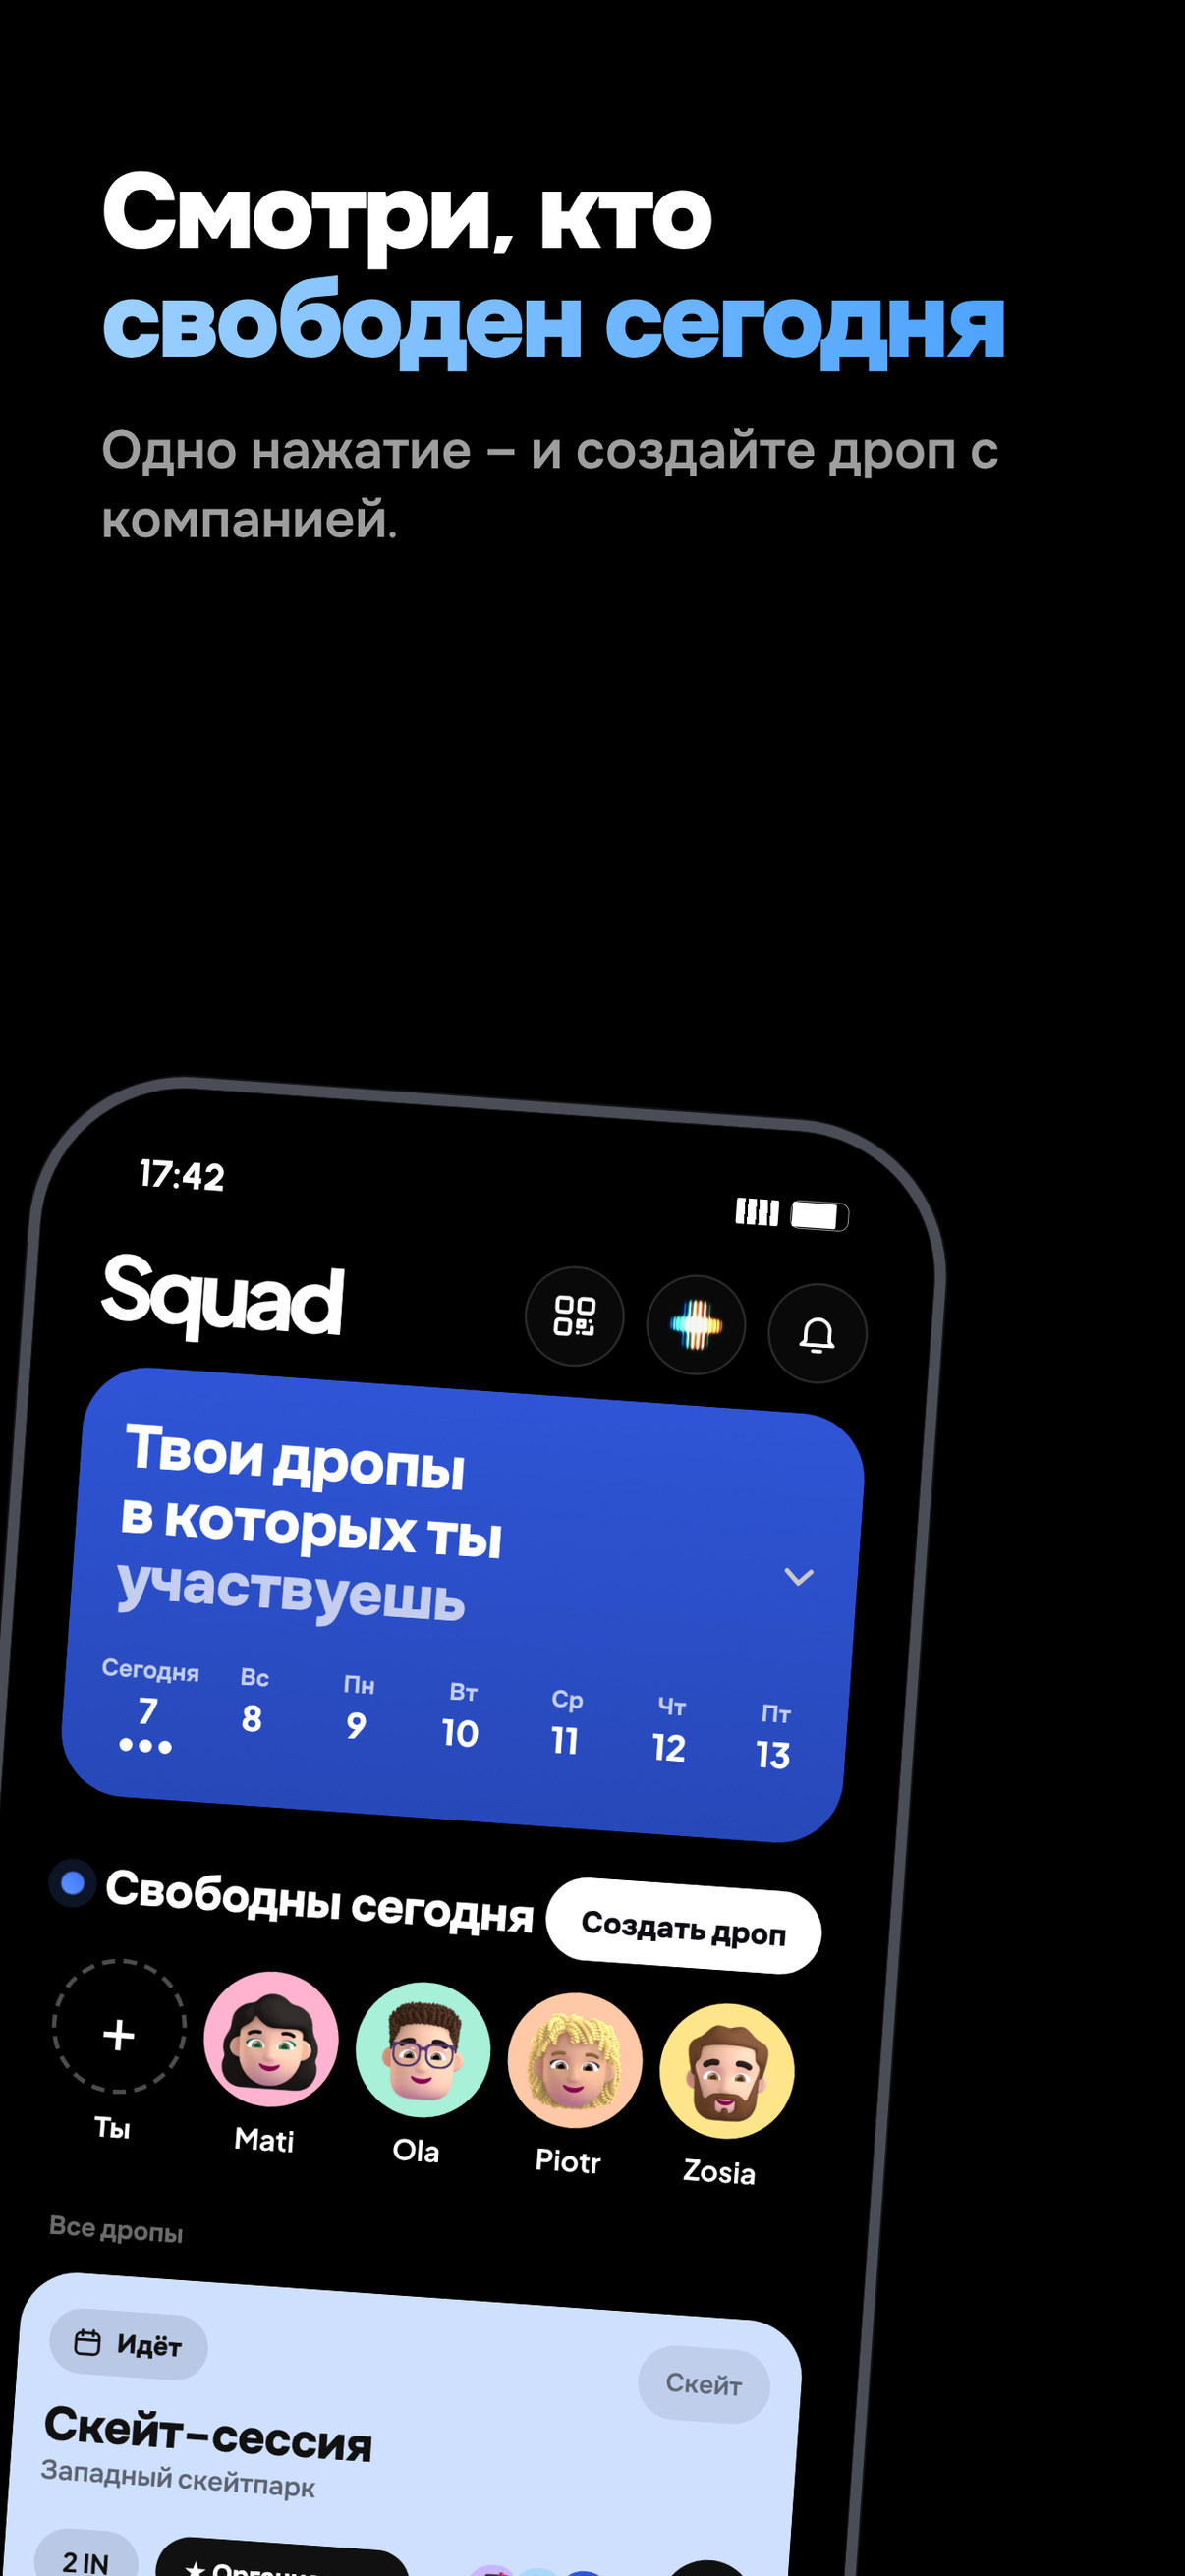 Смотри, кто
свободен сегодня
Одно нажатие – и создайте дроп с
компанией.
17:42
Squad
Твои дропы
в которых ты
участвуешь
Сегодня Вс Пн Вт Ср Чт Пт
7 8 9 10 11 12 13
Свободны сегодня Создать дроп
Ты Mati Ola Piotr Zosia
Все дропы
Идёт Скейт
Скейт-сессия
Западный скейтпарк
2 IN